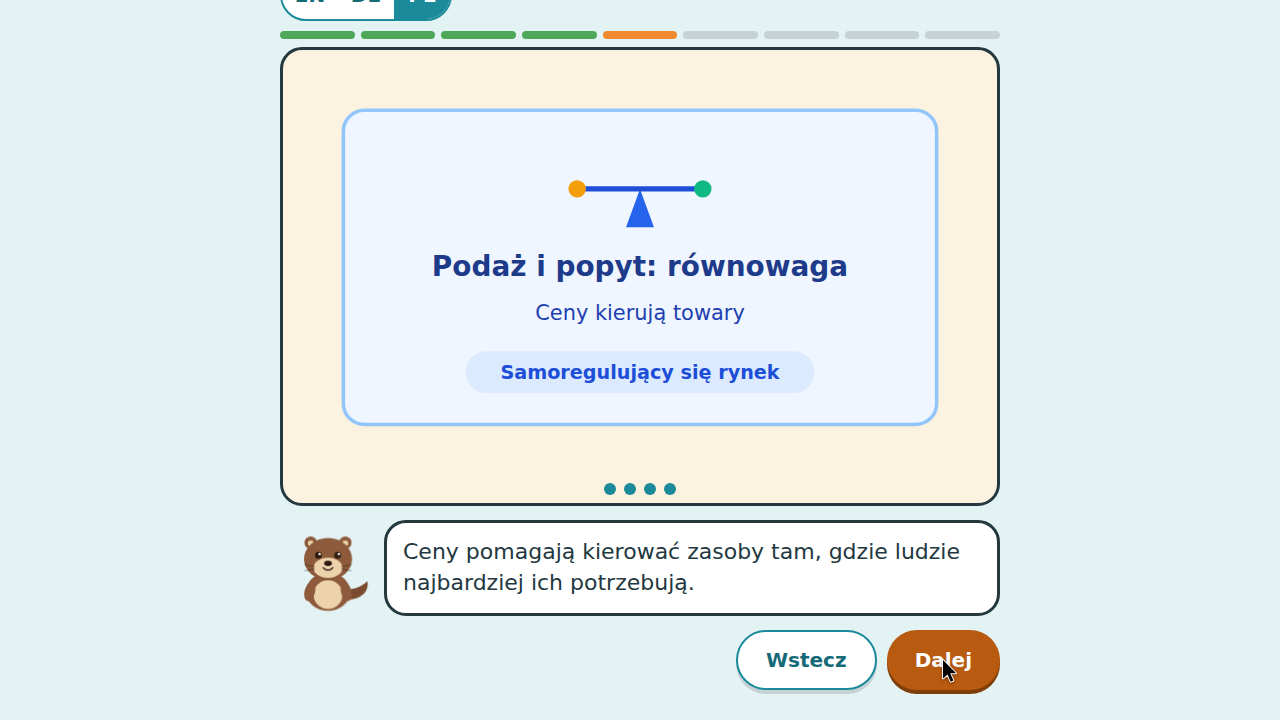 Podaż i popyt: równowaga
Ceny kierują towary
Samoregulujący się rynek
Ceny pomagają kierować zasoby tam, gdzie ludzie
najbardziej ich potrzebują.
Wstecz
Dalej